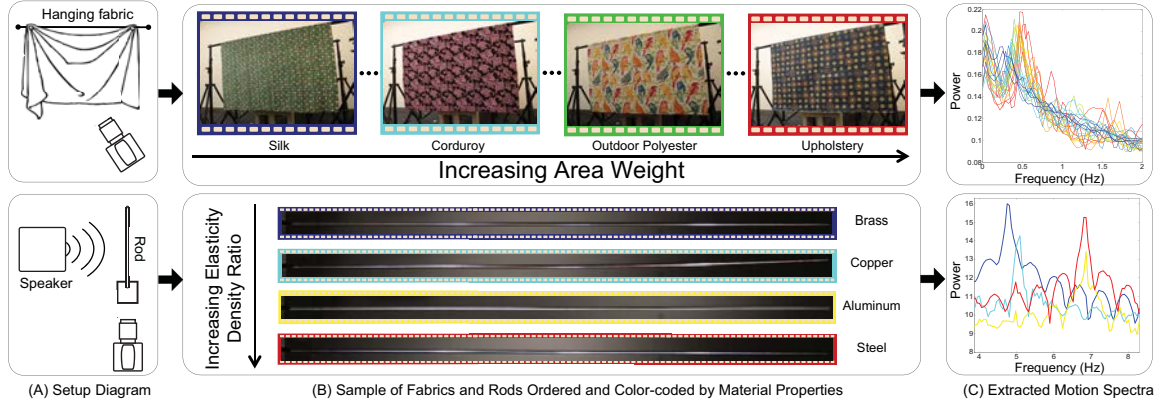 Hanging fabric
Silk
Corduroy
Outdoor Polyester
Upholstery
Increasing Area Weight
Power
0.22
0.2
0.18
0.16
0.14
0.12
0.1
0.08
0
0.5
1
1.5
2
Frequency (Hz)
Speaker
Rod
Increasing Elasticity
Density Ratio
Brass
Copper
Aluminum
Steel
Power
16
15
14
13
12
11
10
9
8
4
5
6
7
8
Frequency (Hz)
(A) Setup Diagram
(B) Sample of Fabrics and Rods Ordered and Color-coded by Material Properties
(C) Extracted Motion Spectra